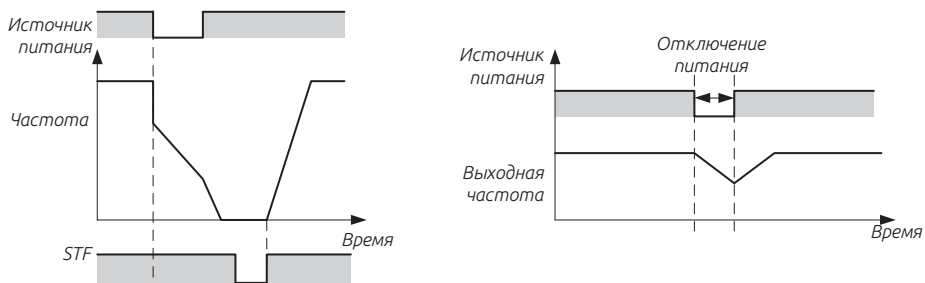 Источник
питания
Частота
Время
STF
Отключение
питания
Источник
питания
Выходная
частота
Время